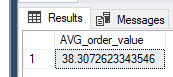 Results Messages
AVG_order_value
1 38.3072623343546